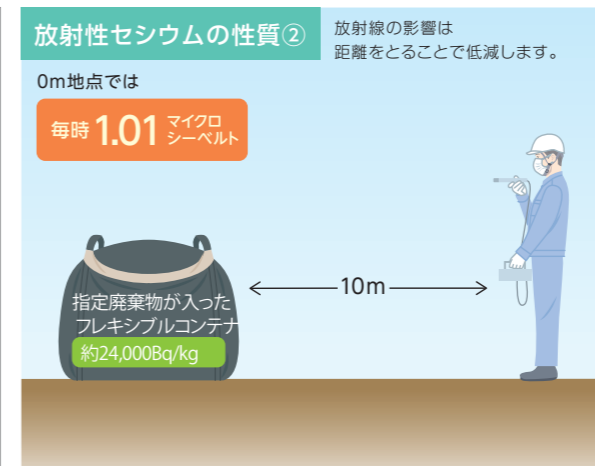 放射性セシウムの性質②
放射線の影響は
距離をとることで低減します。
0m地点では
毎時1.01マイクロシーベルト
10m
指定廃棄物が入った
フレキシブルコンテナ
約24,000Bq/kg